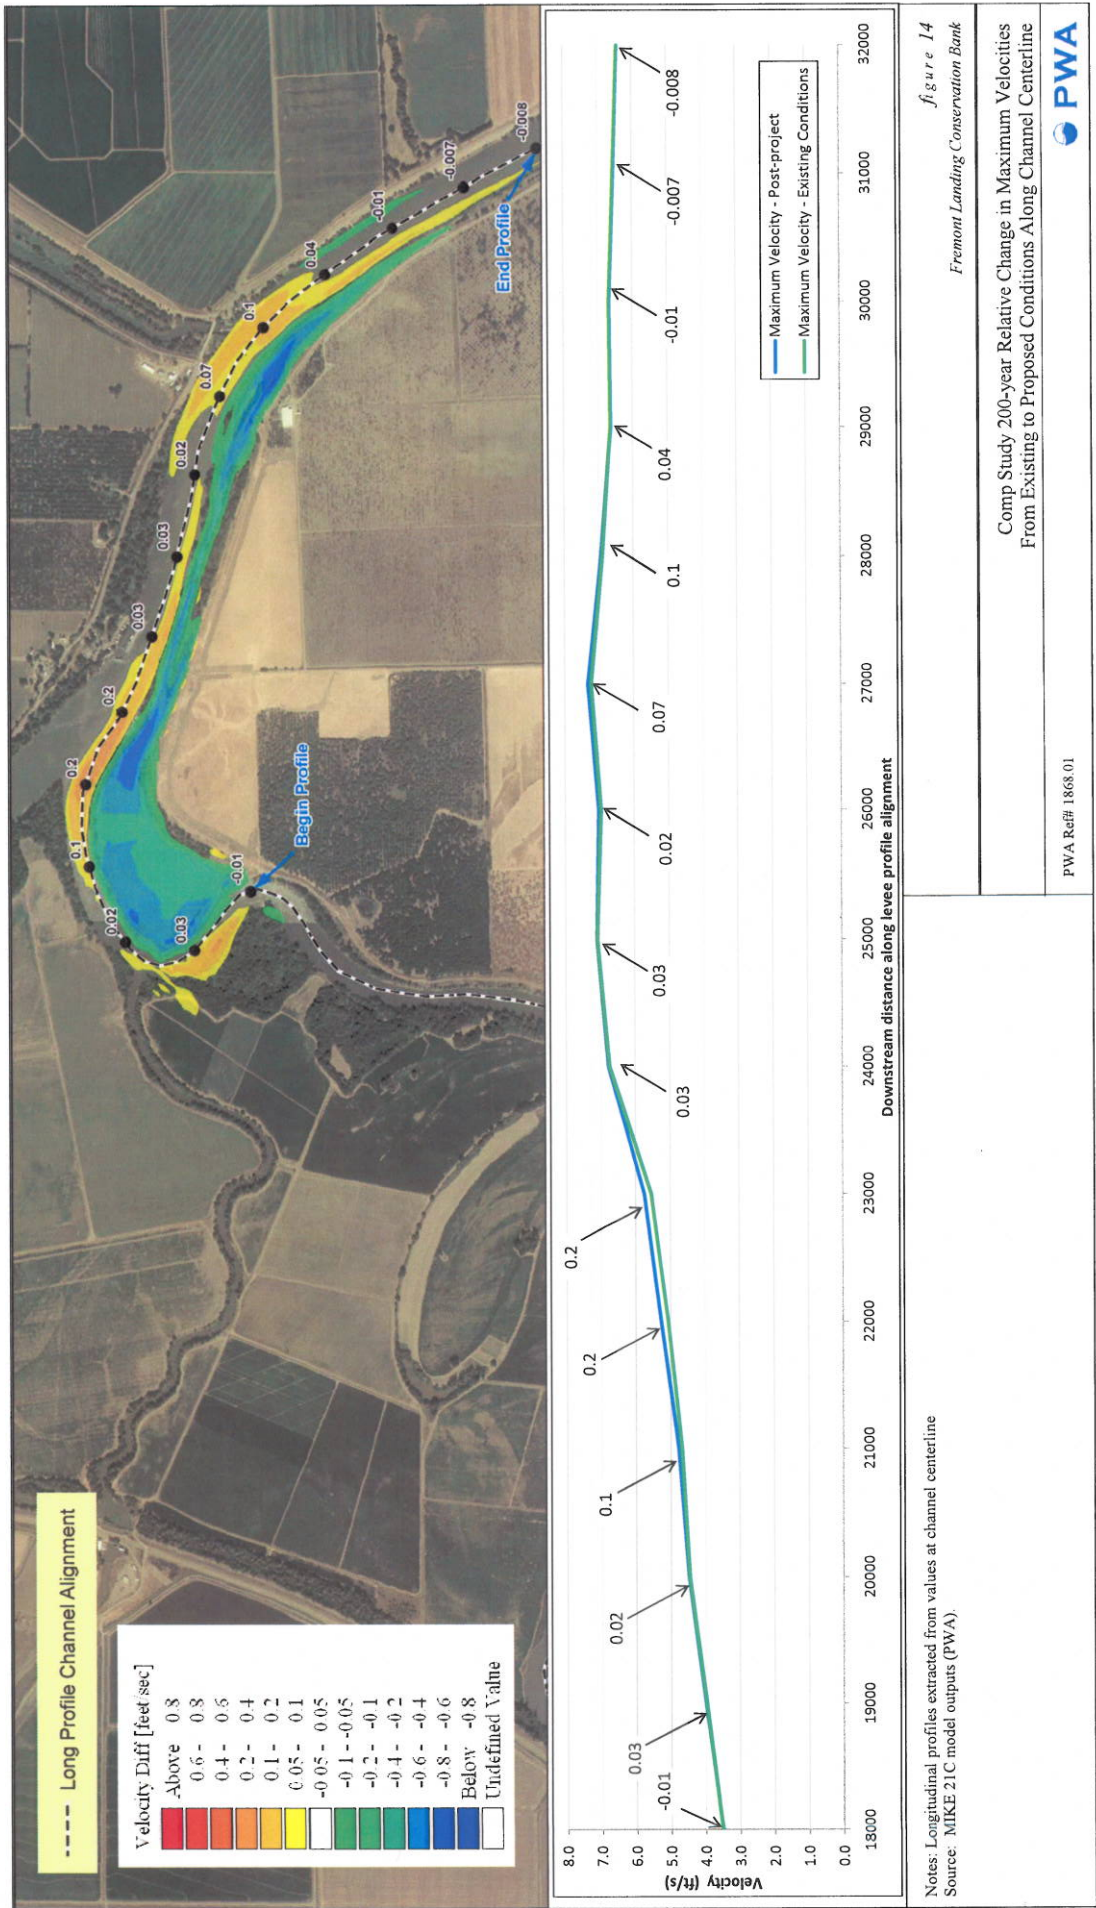 ---- Long Profile Channel Alignment
Velocity Diff [feet/sec]
Above 0.8
0.6 - 0.8
0.4 - 0.6
0.2 - 0.4
0.1 - 0.2
0.05 - 0.1
-0.05 - 0.05
-0.1 - -0.05
-0.2 - -0.1
-0.4 - -0.2
-0.6 - -0.4
-0.8 - -0.6
Below -0.8
Undefined Value
Begin Profile
-0.01
0.03
0.02
0.1
0.2
0.2
0.03
0.03
0.02
0.07
0.1
0.04
-0.01
-0.007
-0.008
End Profile
Velocity (ft/s)
8.0
7.0
6.0
5.0
4.0
3.0
2.0
1.0
0.0
-0.01
0.03
0.02
0.1
0.2
0.2
0.03
0.03
0.02
0.07
0.1
0.04
-0.01
-0.007
-0.008
Maximum Velocity - Post-project
Maximum Velocity - Existing Conditions
18000 19000 20000 21000 22000 23000 24000 25000 26000 27000 28000 29000 30000 31000 32000
Downstream distance along levee profile alignment
Notes: Longitudinal profiles extracted from values at channel centerline
Source: MIKE 21C model outputs (PWA).
figure 14
Fremont Landing Conservation Bank
Comp Study 200-year Relative Change in Maximum Velocities
From Existing to Proposed Conditions Along Channel Centerline
PWA Ref# 1868.01
PWA